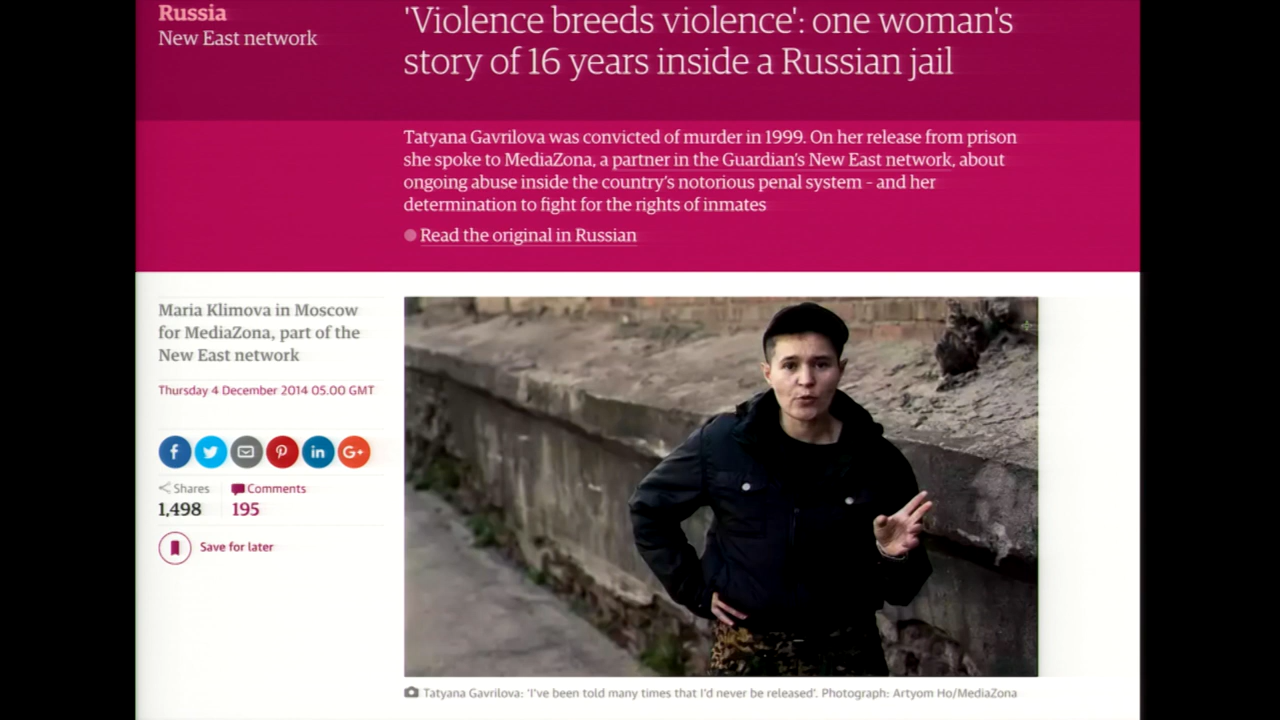 Russia
New East network
'Violence breeds violence': one woman's
story of 16 years inside a Russian jail
Tatyana Gavrilova was convicted of murder in 1999. On her release from prison
she spoke to MediaZona, a partner in the Guardian's New East network, about
ongoing abuse inside the country's notorious penal system – and her
determination to fight for the rights of inmates
Read the original in Russian
Maria Klimova in Moscow
for MediaZona, part of the
New East network
Thursday 4 December 2014 05.00 GMT
Shares
1,498
Comments
195
Save for later
Tatyana Gavrilova: 'I've been told many times that I'd never be released'. Photograph: Artyom Ho/MediaZona